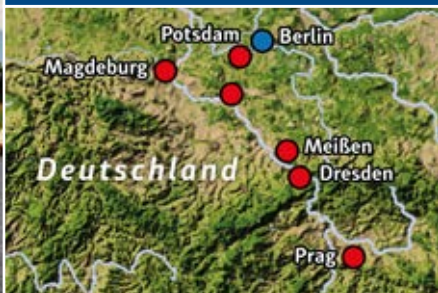 Potsdam
Berlin
Magdeburg
Meißen
Deutschland
Dresden
Prag